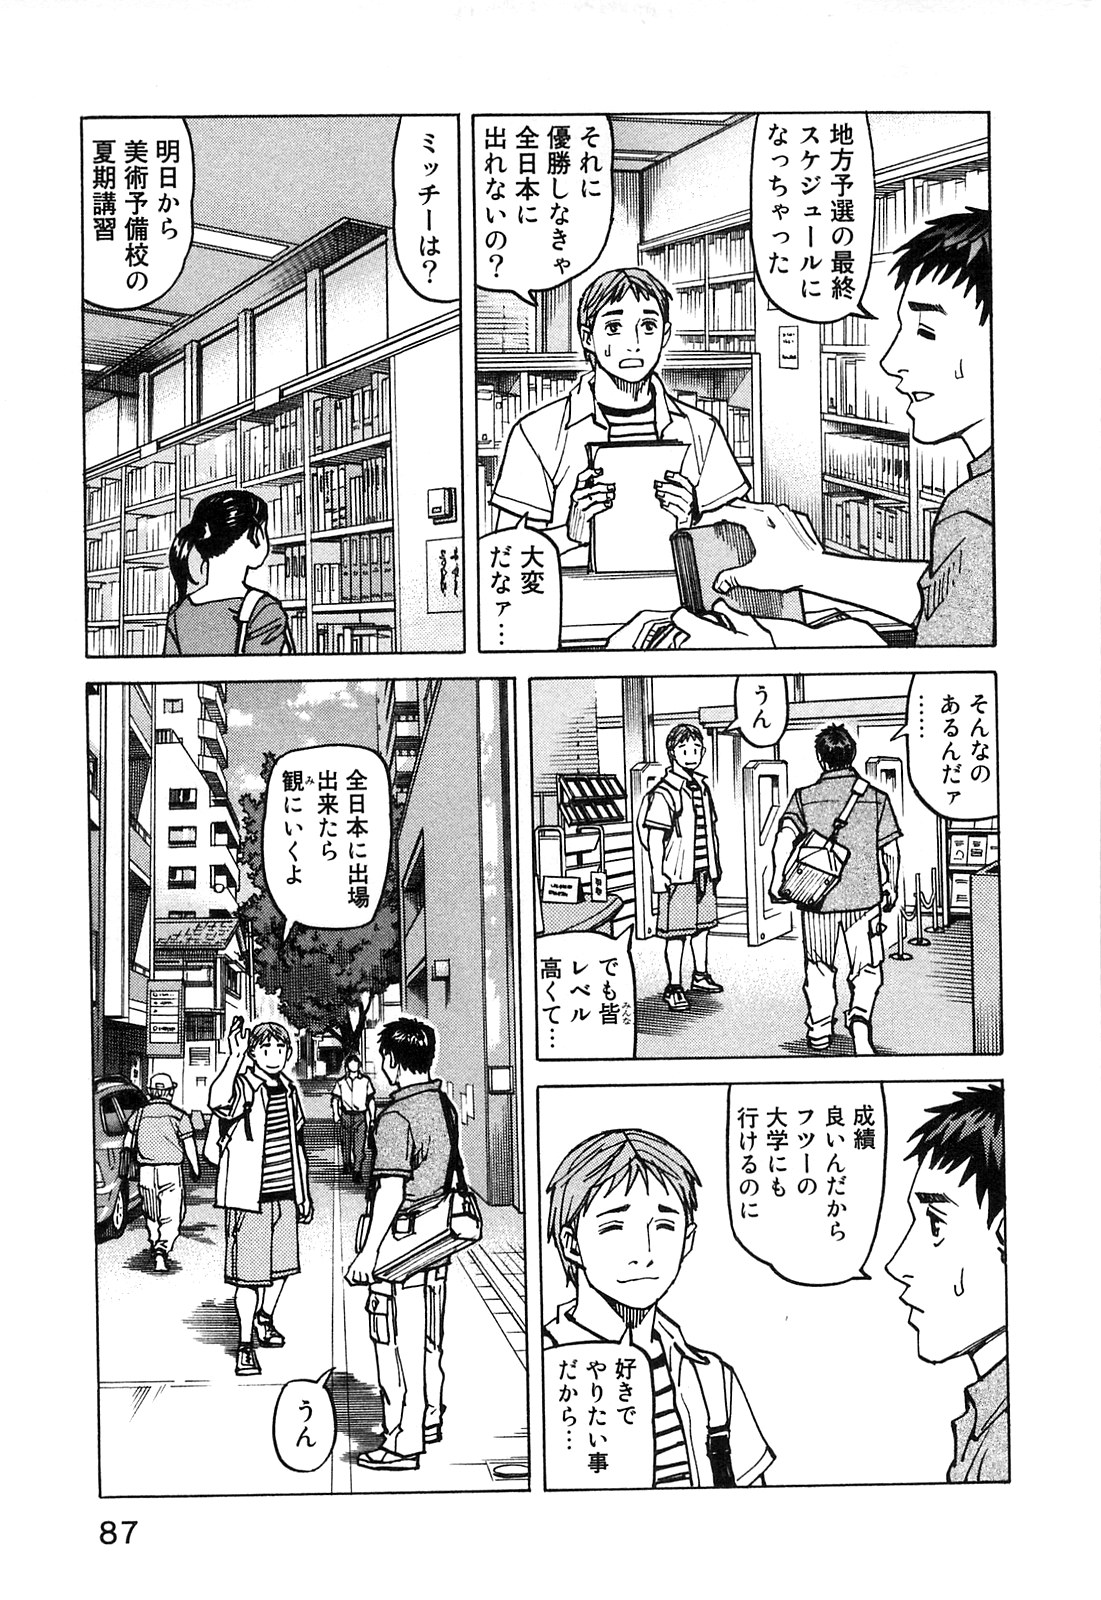 地方予選の最終
スケジュールに
なっちゃった
それに
優勝しなきゃ
全日本に
出れないの?
大変
だなァ…
ミッチーは?
明日から
美術予備校の
夏期講習
そんなの
あるんだァ
……
うん
でも皆
みんな
レベル
高くて…
成績
良いんだから
フツーの
大学にも
行けるのに
好きで
やりたい事
だから…
全日本に出場
出来たら
観にいくよ
み
うん
87